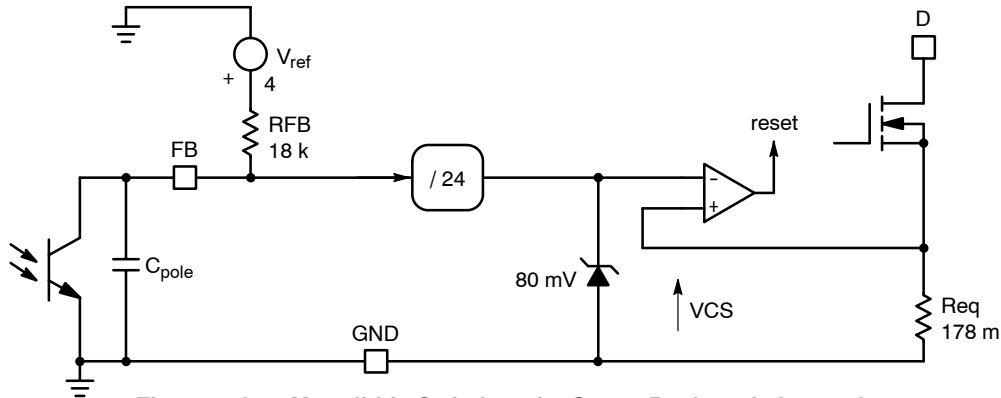 D
Vref
+
4
RFB
18 k
reset
FB
/ 24
-
+
Cpole
80 mV
VCS
Req
178 m
GND